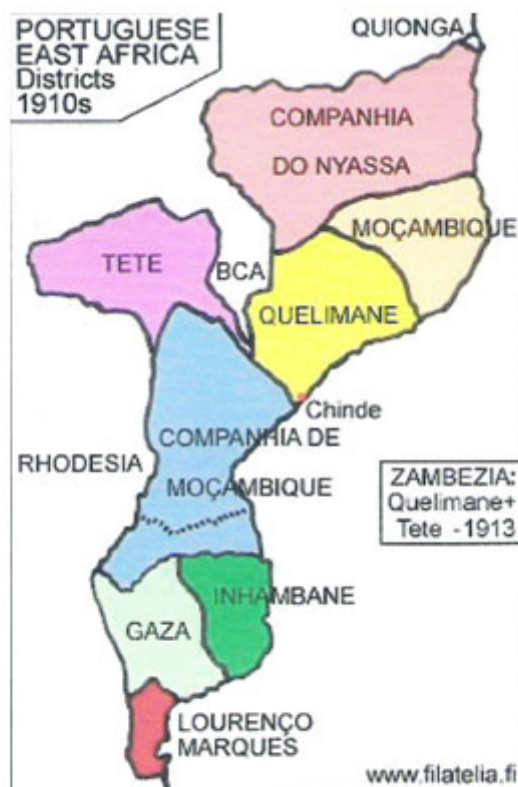 PORTUGUESE
EAST AFRICA
Districts
1910s
QUIONGA
COMPANHIA
DO NYASSA
MOÇAMBIQUE
TETE
BCA
QUELIMANE
Chinde
COMPANHIA DE
MOÇAMBIQUE
RHODESIA
ZAMBEZIA:
Quelimane+
Tete -1913
INHAMBANE
GAZA
LOURENÇO
MARQUES
www.filatelia.fi